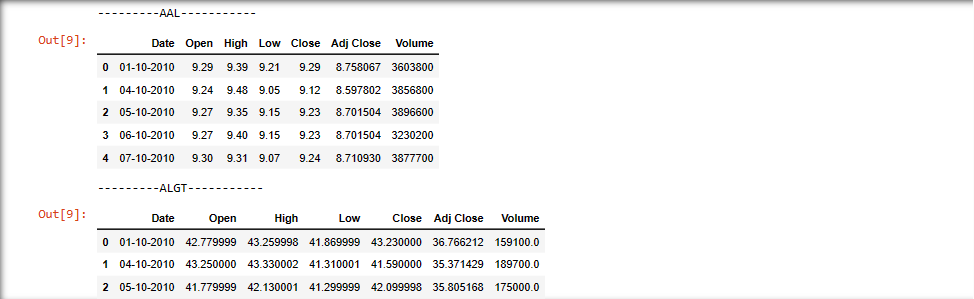 ---------AAL-----------
Out[9]:
Date Open High Low Close Adj Close Volume
0 01-10-2010 9.29 9.39 9.21 9.29 8.758067 3603800
1 04-10-2010 9.24 9.48 9.05 9.12 8.597802 3856800
2 05-10-2010 9.27 9.35 9.15 9.23 8.701504 3896600
3 06-10-2010 9.27 9.40 9.15 9.23 8.701504 3230200
4 07-10-2010 9.30 9.31 9.07 9.24 8.710930 3877700
---------ALGT-----------
Out[9]:
Date Open High Low Close Adj Close Volume
0 01-10-2010 42.779999 43.259998 41.869999 43.230000 36.766212 159100.0
1 04-10-2010 43.250000 43.330002 41.310001 41.590000 35.371429 189700.0
2 05-10-2010 41.779999 42.130001 41.299999 42.099998 35.805168 175000.0